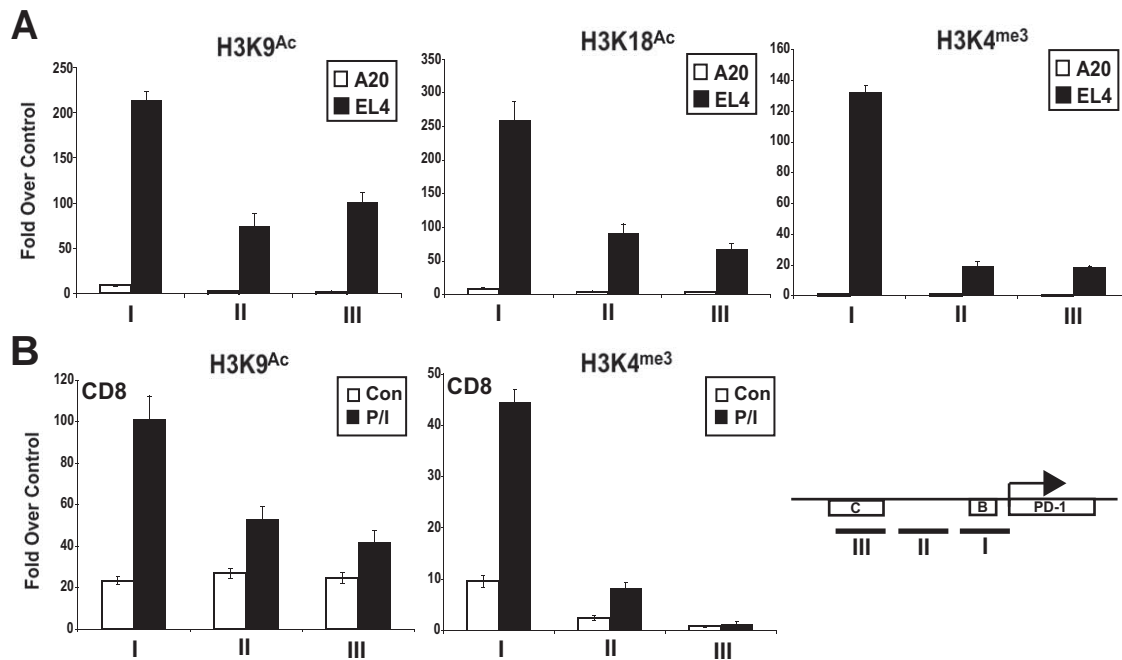 A
H3K9Ac
Fold Over Control
250
200
150
100
50
0
A20
EL4
I
II
III
H3K18Ac
350
300
250
200
150
100
50
0
A20
EL4
I
II
III
H3K4me3
160
140
120
100
80
60
40
20
0
A20
EL4
I
II
III
B
H3K9Ac
CD8
Fold Over Control
120
100
80
60
40
20
0
Con
P/I
I
II
III
H3K4me3
CD8
50
40
30
20
10
0
Con
P/I
I
II
III
C
B
PD-1
III
II
I